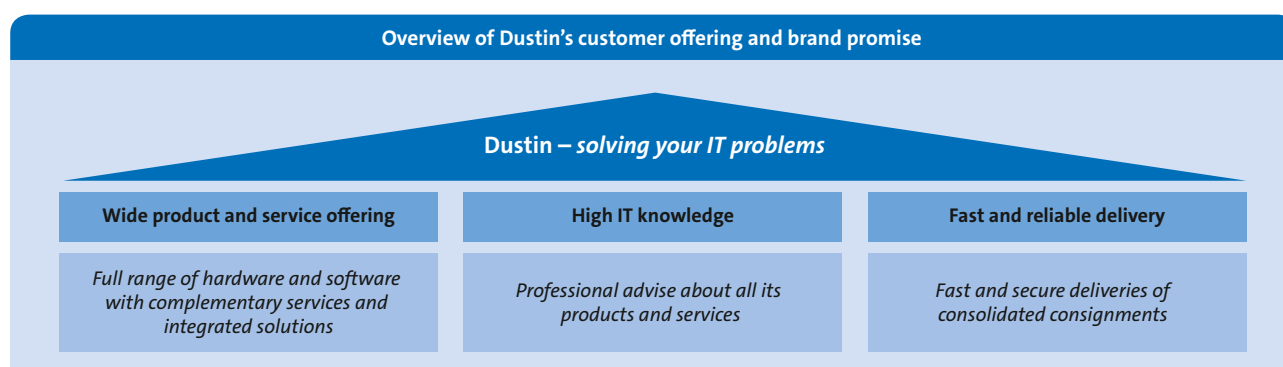 Overview of Dustin's customer offering and brand promise
Dustin – solving your IT problems
Wide product and service offering
Full range of hardware and software
with complementary services and
integrated solutions
High IT knowledge
Professional advise about all its
products and services
Fast and reliable delivery
Fast and secure deliveries of
consolidated consignments